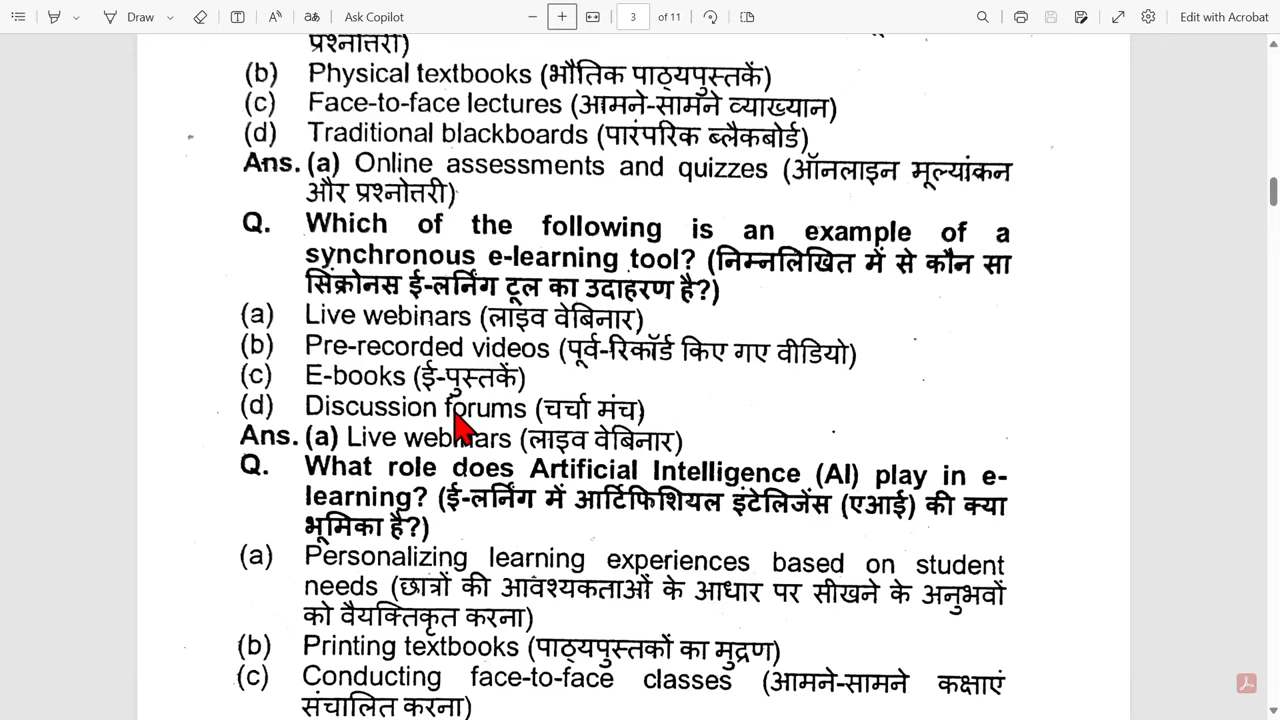 Draw
Ask Copilot
3 of 11
Edit with Acrobat
प्रश्नोत्तरी)
(b) Physical textbooks (भौतिक पाठ्यपुस्तकें)
(c) Face-to-face lectures (आमने-सामने व्याख्यान)
(d) Traditional blackboards (पारंपरिक ब्लैकबोर्ड)
Ans. (a) Online assessments and quizzes (ऑनलाइन मूल्यांकन
और प्रश्नोत्तरी)
Q. Which of the following is an example of a
synchronous e-learning tool? (निम्नलिखित में से कौन सा
सिंक्रोनस ई-लर्निंग टूल का उदाहरण है?)
(a) Live webinars (लाइव वेबिनार)
(b) Pre-recorded videos (पूर्व-रिकॉर्ड किए गए वीडियो)
(c) E-books (ई-पुस्तकें)
(d) Discussion forums (चर्चा मंच)
Ans. (a) Live webinars (लाइव वेबिनार)
Q. What role does Artificial Intelligence (AI) play in e-
learning? (ई-लर्निंग में आर्टिफिशियल इंटेलिजेंस (एआई) की क्या
भूमिका है?)
(a) Personalizing learning experiences based on student
needs (छात्रों की आवश्यकताओं के आधार पर सीखने के अनुभवों
को वैयक्तिकृत करना)
(b) Printing textbooks (पाठ्यपुस्तकों का मुद्रण)
(c) Conducting face-to-face classes (आमने-सामने कक्षाएं
संचालित करना)